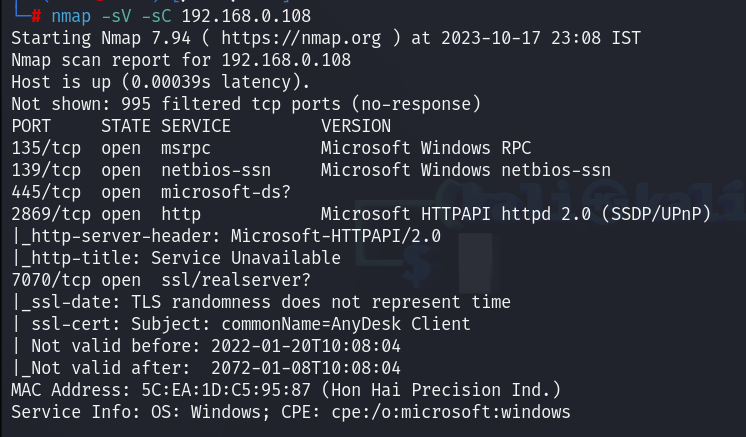 └─# nmap -sV -sC 192.168.0.108
Starting Nmap 7.94 ( https://nmap.org ) at 2023-10-17 23:08 IST
Nmap scan report for 192.168.0.108
Host is up (0.00039s latency).
Not shown: 995 filtered tcp ports (no-response)
PORT     STATE SERVICE         VERSION
135/tcp  open  msrpc           Microsoft Windows RPC
139/tcp  open  netbios-ssn     Microsoft Windows netbios-ssn
445/tcp  open  microsoft-ds?
2869/tcp open  http            Microsoft HTTPAPI httpd 2.0 (SSDP/UPnP)
|_http-server-header: Microsoft-HTTPAPI/2.0
|_http-title: Service Unavailable
7070/tcp open  ssl/realserver?
|_ssl-date: TLS randomness does not represent time
| ssl-cert: Subject: commonName=AnyDesk Client
| Not valid before: 2022-01-20T10:08:04
|_Not valid after:  2072-01-08T10:08:04
MAC Address: 5C:EA:1D:C5:95:87 (Hon Hai Precision Ind.)
Service Info: OS: Windows; CPE: cpe:/o:microsoft:windows